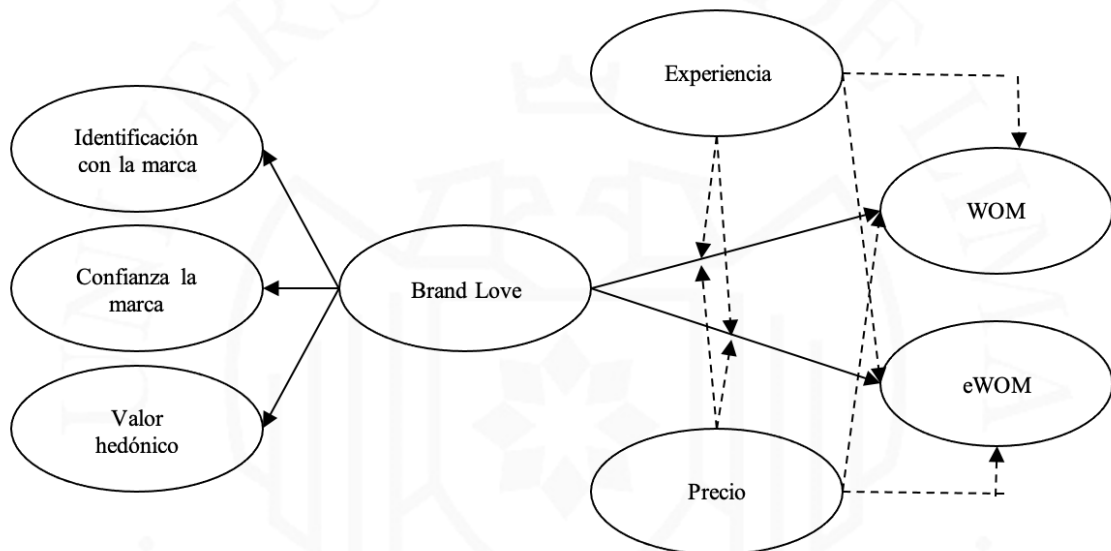 Experiencia
Identificación
con la marca
WOM
Confianza la
marca
Brand Love
eWOM
Valor
hedónico
Precio